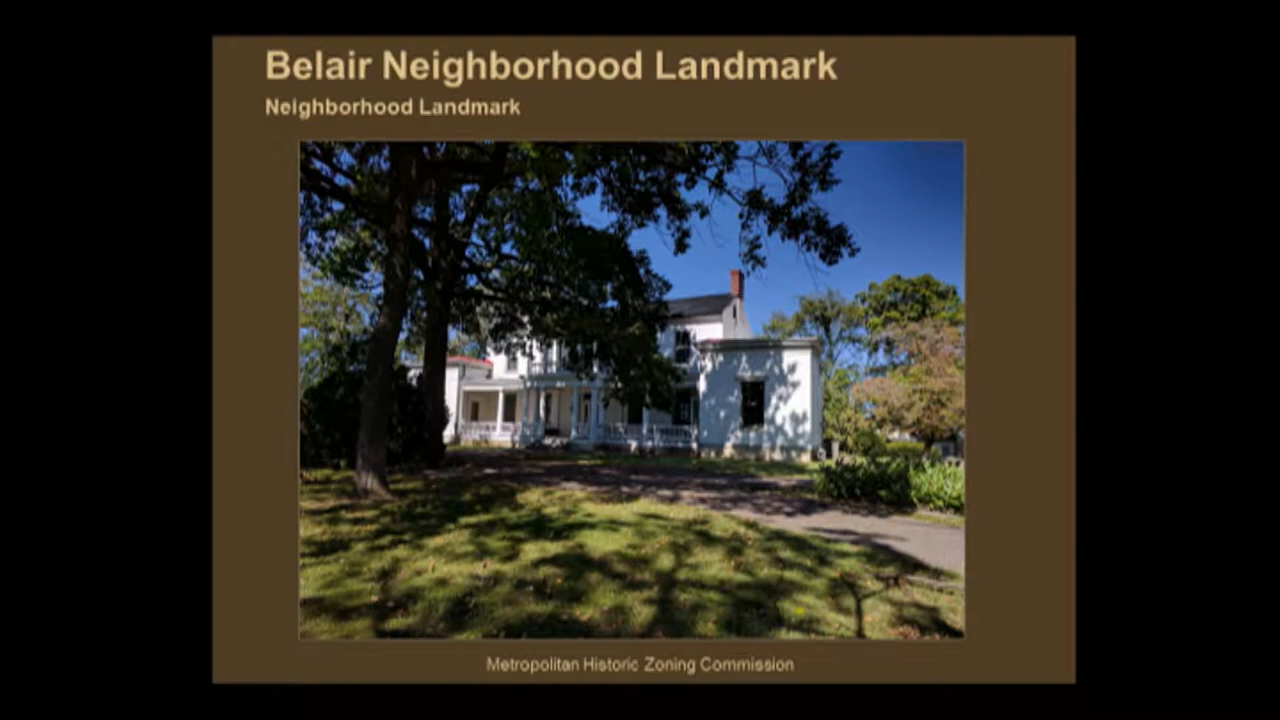 Belair Neighborhood Landmark
Neighborhood Landmark
Metropolitan Historic Zoning Commission